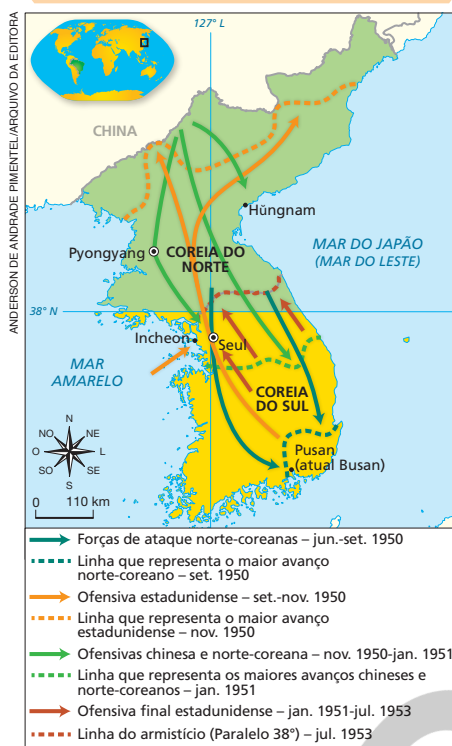 ANDERSON DE ANDRADE PIMENTEL/ARQUIVO DA EDITORA
127° L
CHINA
Hŭngnam
Pyongyang
COREIA DO
NORTE
MAR DO JAPÃO
(MAR DO LESTE)
38° N
Incheon
Seul
MAR
AMARELO
COREIA
DO SUL
Pusan
(atual Busan)
N
NO
NE
O
L
SO
SE
S
0 110 km
Forças de ataque norte-coreanas – jun.-set. 1950
Linha que representa o maior avanço
norte-coreano – set. 1950
Ofensiva estadunidense – set.-nov. 1950
Linha que representa o maior avanço
estadunidense – nov. 1950
Ofensivas chinesa e norte-coreana – nov. 1950-jan. 1951
Linha que representa os maiores avanços chineses e
norte-coreanos – jan. 1951
Ofensiva final estadunidense – jan. 1951-jul. 1953
Linha do armistício (Paralelo 38°) – jul. 1953